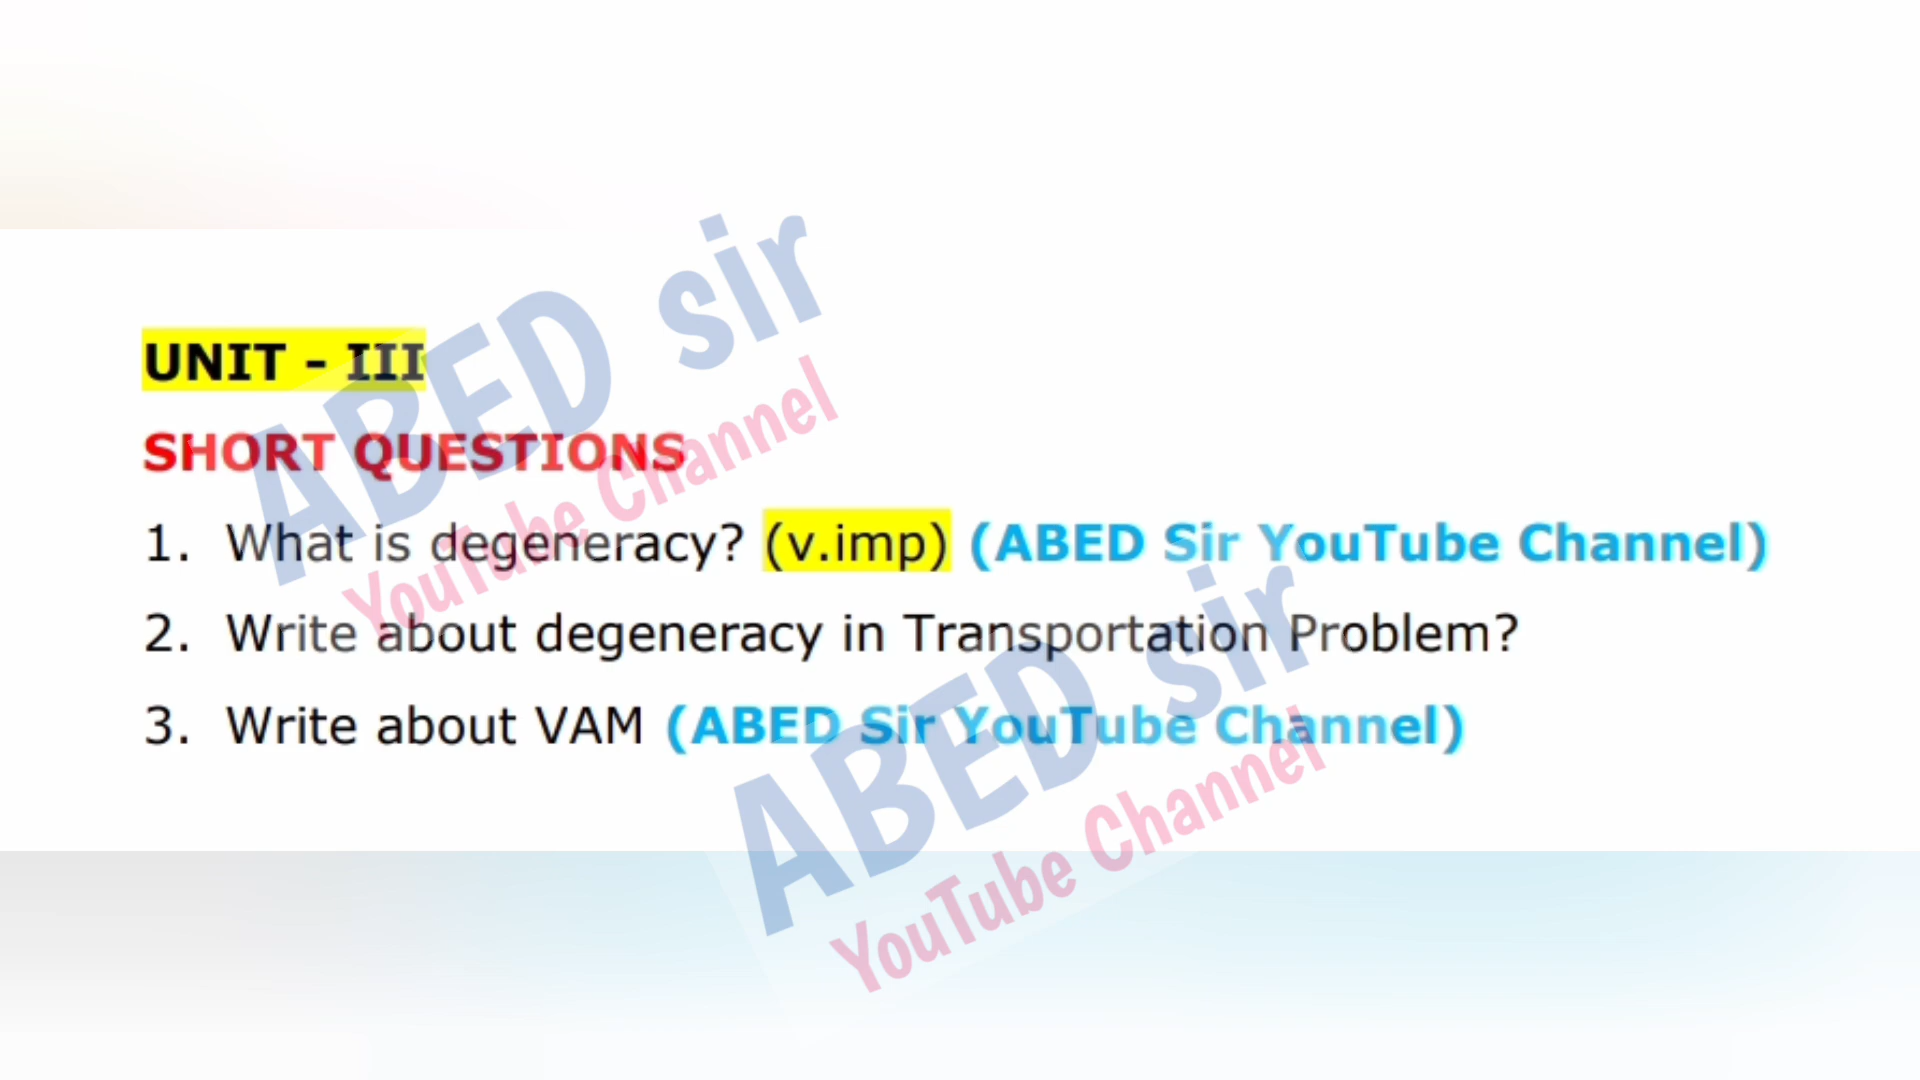 UNIT - III
SHORT QUESTIONS
1. What is degeneracy? (v.imp) (ABED Sir YouTube Channel)
2. Write about degeneracy in Transportation Problem?
3. Write about VAM (ABED Sir YouTube Channel)
ABED sir
YouTube Channel
ABED sir
YouTube Channel